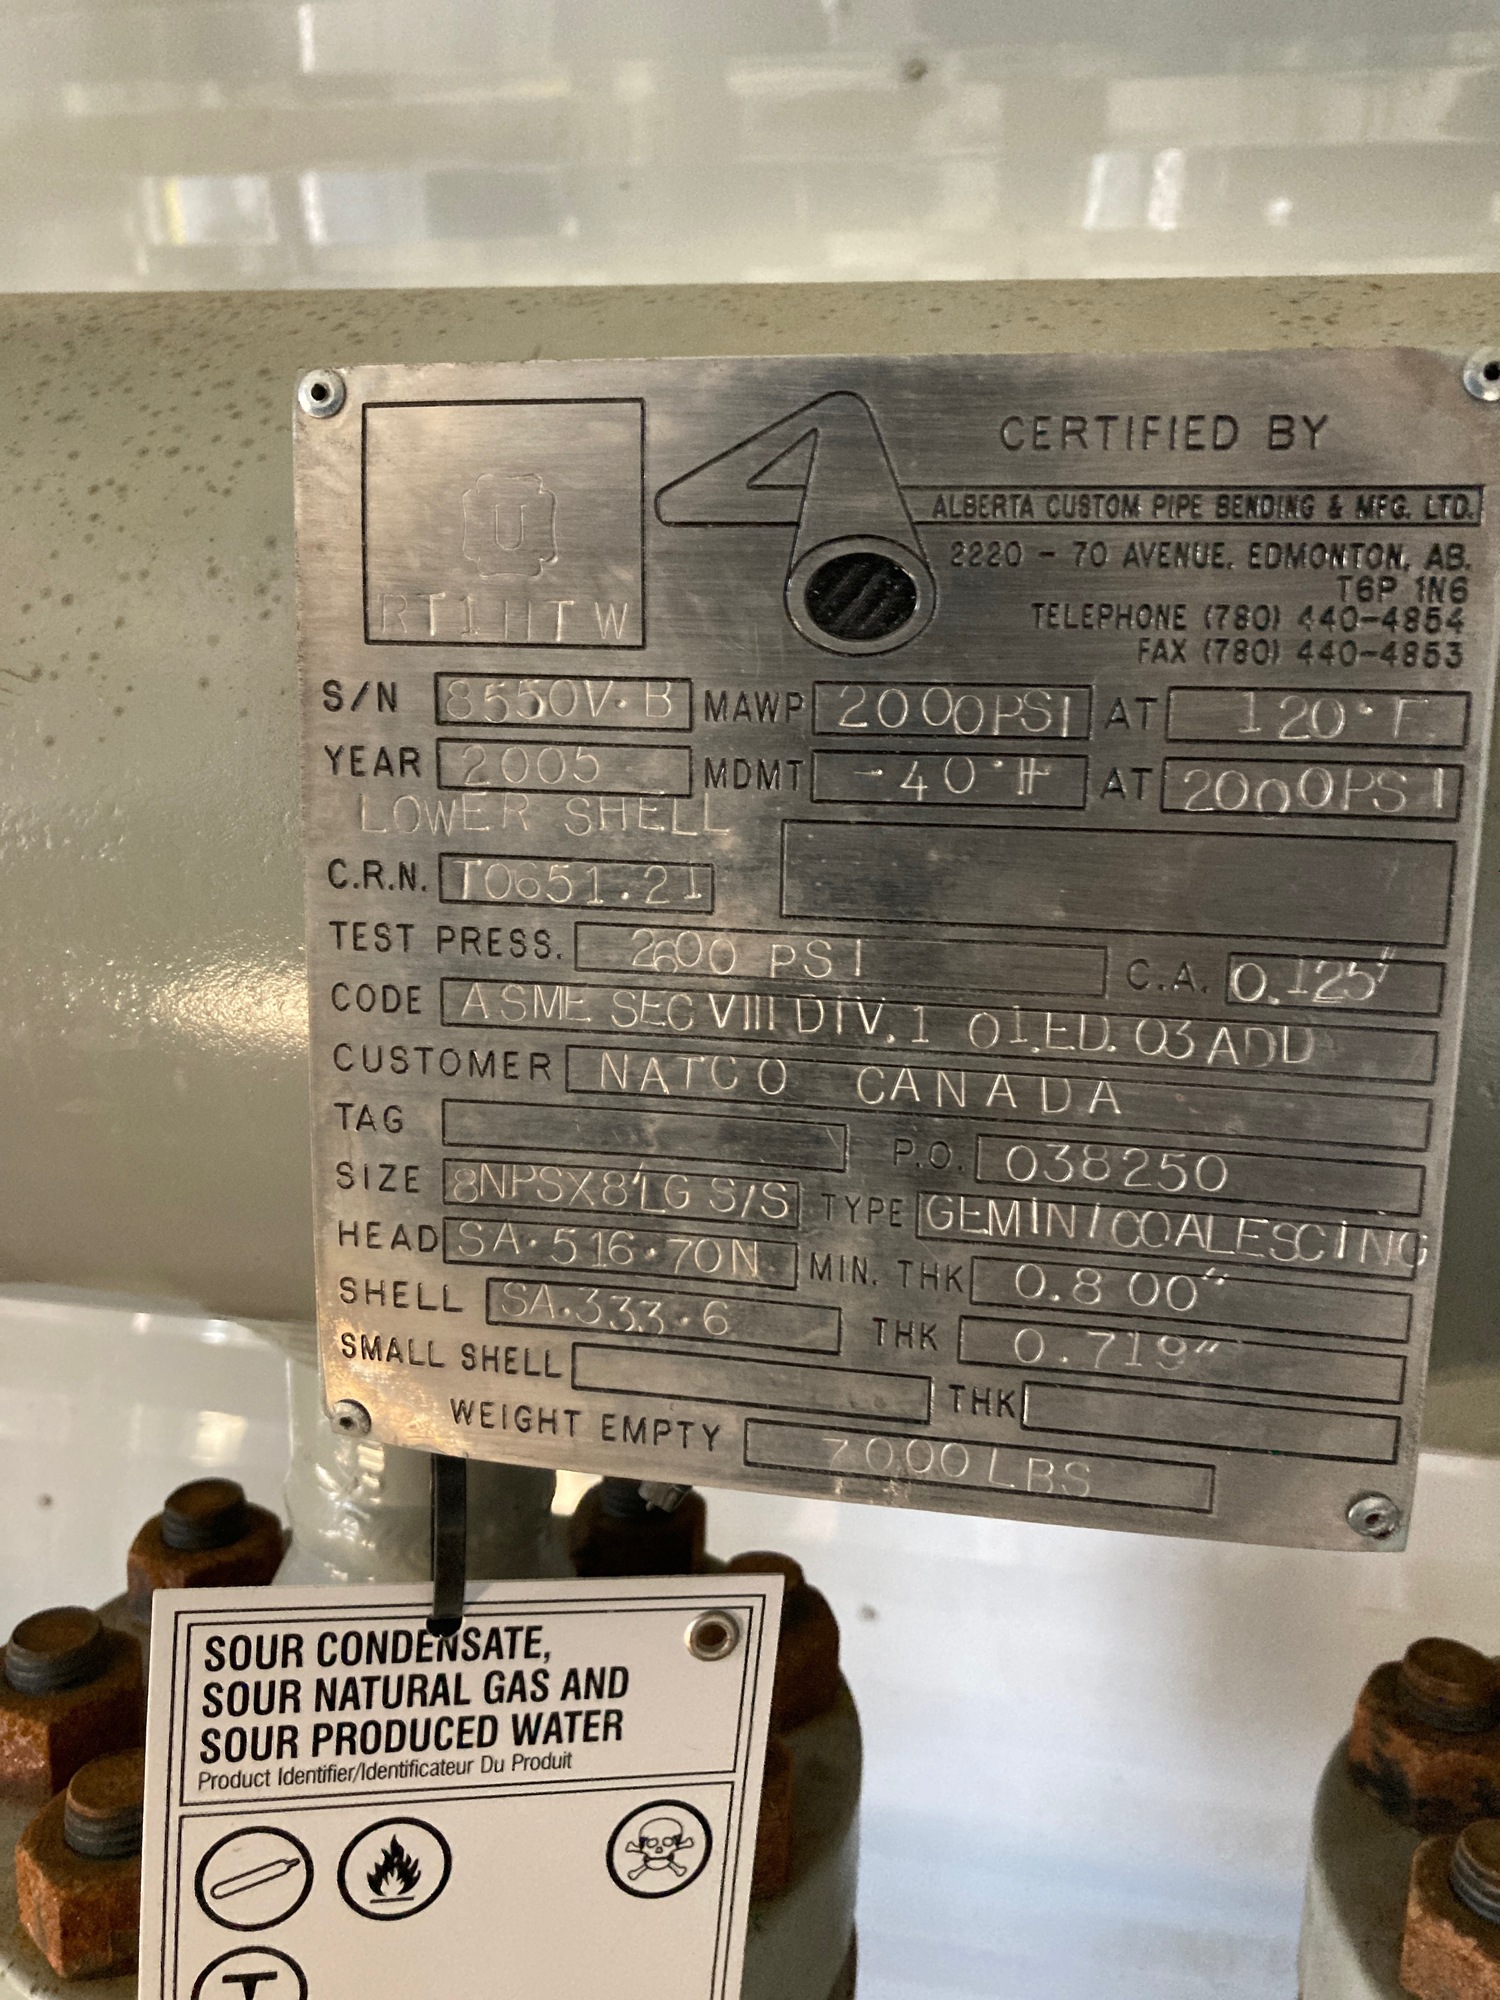 CERTIFIED BY
ALBERTA CUSTOM PIPE BENDING & MFG. LTD.
2220 - 70 AVENUE, EDMONTON, AB.
T6P 1N6
TELEPHONE (780) 440-4854
FAX (780) 440-4853
U
RT1 HT W
S/N 8550V.B MAWP 2000PSI AT 120°F
YEAR 2005 MDMT -40°F AT 2000PSI
LOWER SHELL
C.R.N. T0651.21
TEST PRESS. 2600 PSI C.A. 0.125"
CODE ASME SEC VIII DIV.1 01.ED. 03 ADD
CUSTOMER NATCO CANADA
TAG P.O. 038250
SIZE 8NPSX8'LG S/S TYPE GEMINI COALESCING
HEAD SA.516.70N MIN. THK 0.800"
SHELL SA.333.6 THK 0.719"
SMALL SHELL THK
WEIGHT EMPTY 7000 LBS
SOUR CONDENSATE,
SOUR NATURAL GAS AND
SOUR PRODUCED WATER
Product Identifier/Identificateur Du Produit